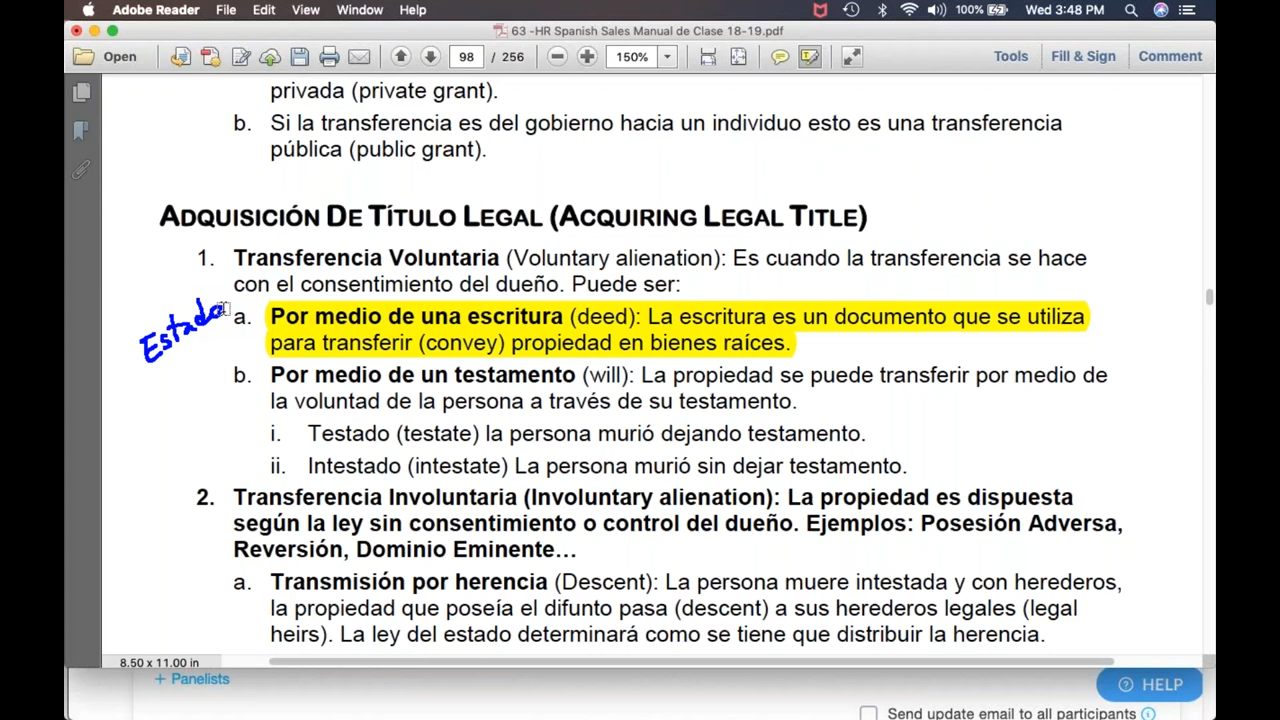 Adobe Reader File Edit View Window Help 100% Wed 3:48 PM
63 -HR Spanish Sales Manual de Clase 18-19.pdf
Open 98 / 256 150% Tools Fill & Sign Comment
privada (private grant).
b. Si la transferencia es del gobierno hacia un individuo esto es una transferencia
pública (public grant).
ADQUISICIÓN DE TÍTULO LEGAL (ACQUIRING LEGAL TITLE)
1. Transferencia Voluntaria (Voluntary alienation): Es cuando la transferencia se hace
con el consentimiento del dueño. Puede ser:
Estado
a. Por medio de una escritura (deed): La escritura es un documento que se utiliza
para transferir (convey) propiedad en bienes raíces.
b. Por medio de un testamento (will): La propiedad se puede transferir por medio de
la voluntad de la persona a través de su testamento.
i. Testado (testate) la persona murió dejando testamento.
ii. Intestado (intestate) La persona murió sin dejar testamento.
2. Transferencia Involuntaria (Involuntary alienation): La propiedad es dispuesta
según la ley sin consentimiento o control del dueño. Ejemplos: Posesión Adversa,
Reversión, Dominio Eminente…
a. Transmisión por herencia (Descent): La persona muere intestada y con herederos,
la propiedad que poseía el difunto pasa (descent) a sus herederos legales (legal
heirs). La ley del estado determinará como se tiene que distribuir la herencia.
8.50 x 11.00 in
+ Panelists
HELP
Send update email to all participants